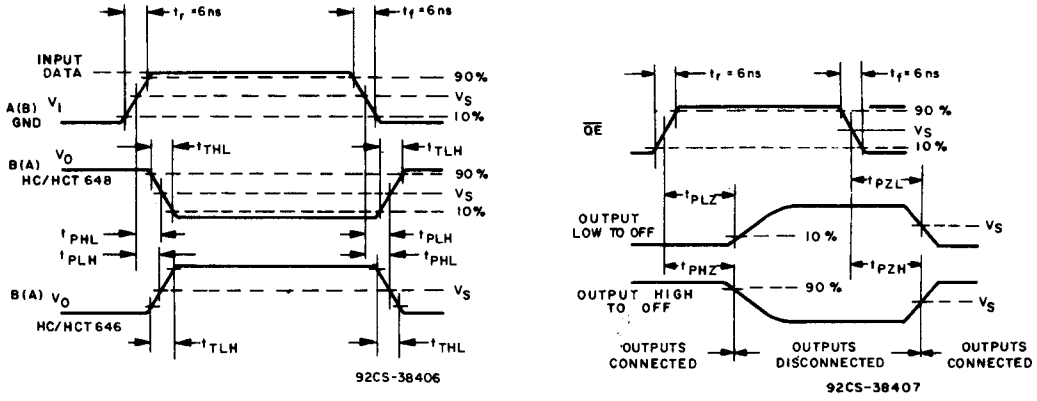 tr = 6ns
tf = 6ns
INPUT
DATA
90%
VS
10%
A(B) VI
GND
tTHL
tTLH
B(A) VO
HC/HCT 648
90%
VS
10%
tPHL
tPLH
tPLH
tPHL
B(A) VO
HC/HCT 646
VS
tTLH
tTHL
92CS-38406
tr = 6ns
tf = 6ns
OE
90%
VS
10%
tPLZ
tPZL
OUTPUT
LOW TO OFF
10%
VS
tPHZ
tPZH
OUTPUT HIGH
TO OFF
90%
VS
OUTPUTS
CONNECTED
OUTPUTS
DISCONNECTED
OUTPUTS
CONNECTED
92CS-38407